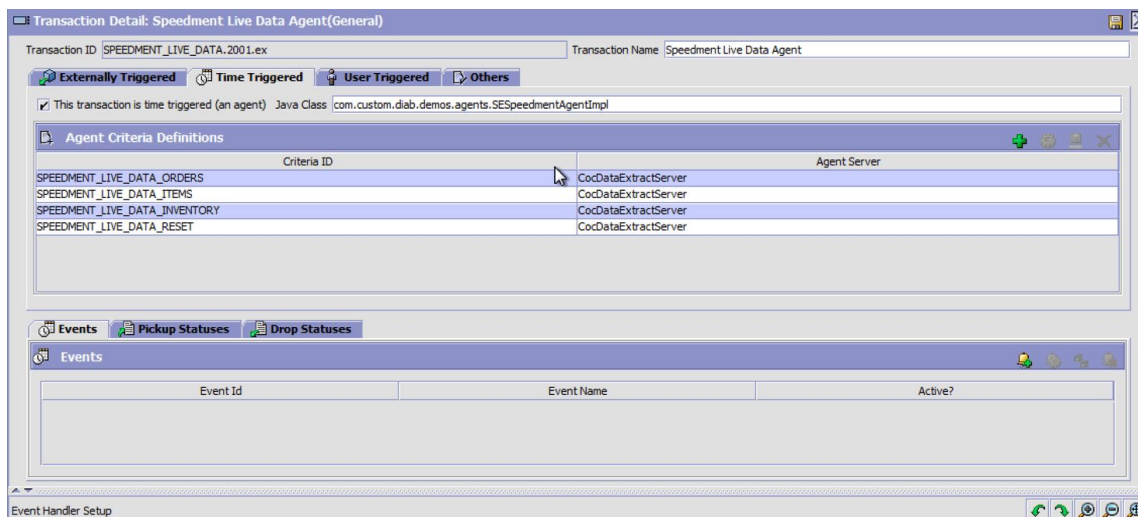 Transaction Detail: Speedment Live Data Agent(General)
Transaction ID SPEEDMENT_LIVE_DATA.2001.ex Transaction Name Speedment Live Data Agent
Externally Triggered Time Triggered User Triggered Others
This transaction is time triggered (an agent) Java Class com.custom.diab.demos.agents.SESpeedmentAgentImpl
Agent Criteria Definitions
Criteria ID Agent Server
SPEEDMENT_LIVE_DATA_ORDERS CocDataExtractServer
SPEEDMENT_LIVE_DATA_ITEMS CocDataExtractServer
SPEEDMENT_LIVE_DATA_INVENTORY CocDataExtractServer
SPEEDMENT_LIVE_DATA_RESET CocDataExtractServer
Events Pickup Statuses Drop Statuses
Events
Event Id Event Name Active?
Event Handler Setup